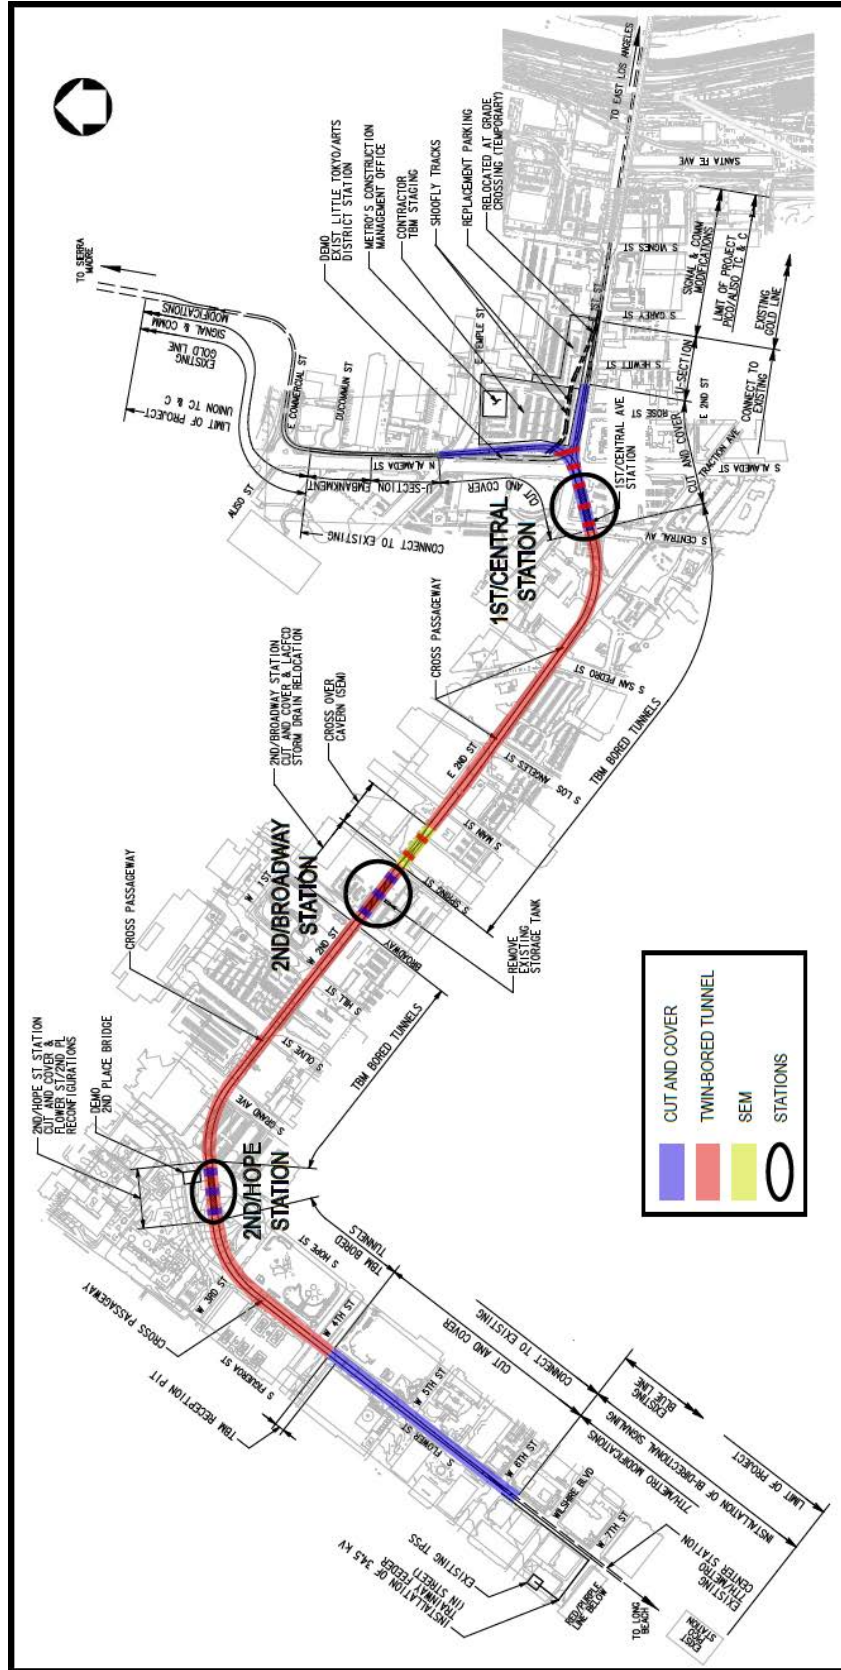 TO SIERRA
MADRE
TO EAST LOS ANGELES
DEMO
EXIST LITTLE TOKYO/ARTS
DISTRICT STATION
METRO'S CONSTRUCTION
MANAGEMENT OFFICE
CONTRACTOR
TBM STAGING
SHOOFLY TRACKS
REPLACEMENT PARKING
RELOCATED AT GRADE
CROSSING (TEMPORARY)
SANTA FE AVE
S VIGNES ST
S GAREY ST
S HEWITT ST
ROSE ST
E 1ST ST
E 2ND ST
E TEMPLE ST
E COMMERCIAL ST
DUCOMMUN ST
ALISO ST
N ALAMEDA ST
S ALAMEDA ST
TRACTION AVE
S CENTRAL AV
SIGNAL & COMM
MODIFICATIONS
EXISTING
GOLD LINE
LIMIT OF PROJECT
UNION TC & C
U-SECTION
EMBANKMENT
CUT AND COVER
CONNECT TO EXISTING
SIGNAL & COMM
MODIFICATIONS
LIMIT OF PROJECT
PICO/ALISO TC & C
EXISTING
GOLD LINE
U-SECTION
CONNECT TO
EXISTING
CUT AND COVER
1ST/CENTRAL AVE
STATION
1ST/CENTRAL
STATION
CROSS PASSAGEWAY
S SAN PEDRO ST
S LOS ANGELES ST
TBM BORED TUNNELS
E 2ND ST
S MAIN ST
S SPRING ST
2ND/BROADWAY STATION
CUT AND COVER & LACFCD
STORM DRAIN RELOCATION
CROSS OVER
CAVERN (SEM)
2ND/BROADWAY
STATION
REMOVE
EXISTING
STORAGE TANK
BROADWAY
W 1ST
W 2ND ST
S HILL ST
S OLIVE ST
S GRAND AVE
TBM BORED TUNNELS
CROSS PASSAGEWAY
2ND/HOPE ST STATION
CUT AND COVER &
FLOWER ST/2ND PL
RECONFIGURATIONS
DEMO
2ND PLACE BRIDGE
2ND/HOPE
STATION
S HOPE ST
TBM BORED
TUNNELS
W 3RD ST
W 4TH ST
W 5TH ST
W 6TH ST
WILSHIRE BLVD
W 7TH ST
S FIGUEROA ST
S FLOWER ST
CROSS PASSAGEWAY
TBM RECEPTION PIT
CUT AND COVER
CONNECT TO EXISTING
EXISTING
BLUE LINE
7TH/METRO MODIFICATIONS
INSTALLATION OF BI-DIRECTIONAL SIGNALING
LIMIT OF PROJECT
INSTALLATION OF 34.5 KV
TRAINWAY FEEDER
(IN STREET)
EXISTING TPSS
RED/PURPLE
LINE BELOW
TO LONG
BEACH
EXISTING
7TH/METRO
CENTER STATION
EXIST
PICO
STATION
CUT AND COVER
TWIN-BORED TUNNEL
SEM
STATIONS